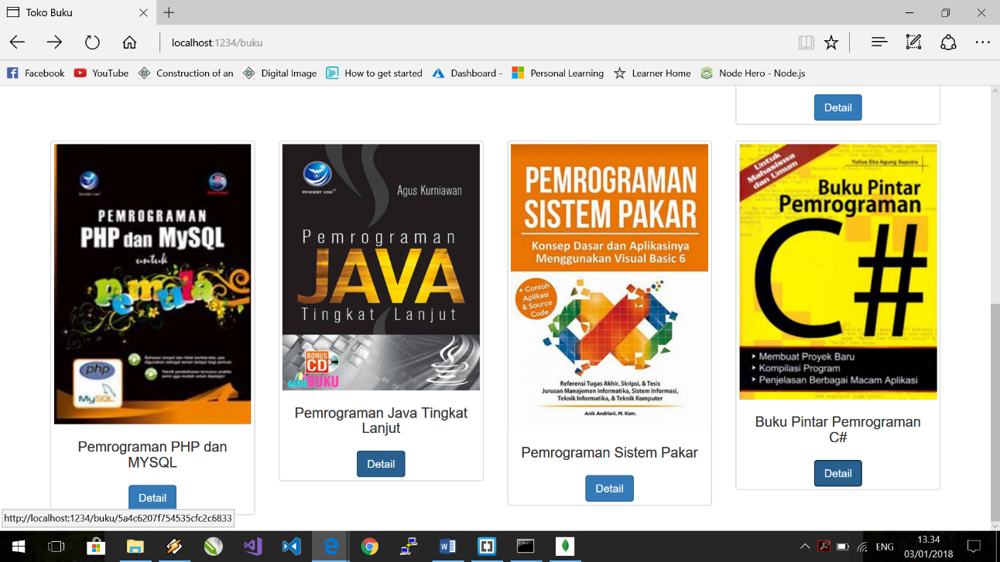 Toko Buku
localhost:1234/buku
Facebook YouTube Construction of an Digital Image How to get started Dashboard - Personal Learning Learner Home Node Hero - Node.js
Detail
PEMROGRAMAN
PHP dan MySQL
untuk
Pemula
php
MySQL
Pemrograman PHP dan
MYSQL
Detail
PENERBIT ANDI
Agus Kurniawan
Pemrograman
JAVA
Tingkat Lanjut
BONUS
CD
GARIS BUKU
Pemrograman Java Tingkat
Lanjut
Detail
PEMROGRAMAN
SISTEM PAKAR
Konsep Dasar dan Aplikasinya
Menggunakan Visual Basic 6
+ Contoh
Aplikasi
& Source
Code
Referensi Tugas Akhir, Skripsi, & Tesis
Jurusan Manajemen Informatika, Sistem Informasi,
Teknik Informatika, & Teknik Komputer
Anik Andriani, M. Kom.
Pemrograman Sistem Pakar
Detail
Untuk
Mahasiswa
dan Umum
Yulius Eka Agung Seputra
Buku Pintar
Pemrograman
C#
Membuat Proyek Baru
Kompilasi Program
Penjelasan Berbagai Macam Aplikasi
Buku Pintar Pemrograman
C#
Detail
http://localhost:1234/buku/5a4c6207f754535cfc2c6833
ENG
13.34
03/01/2018